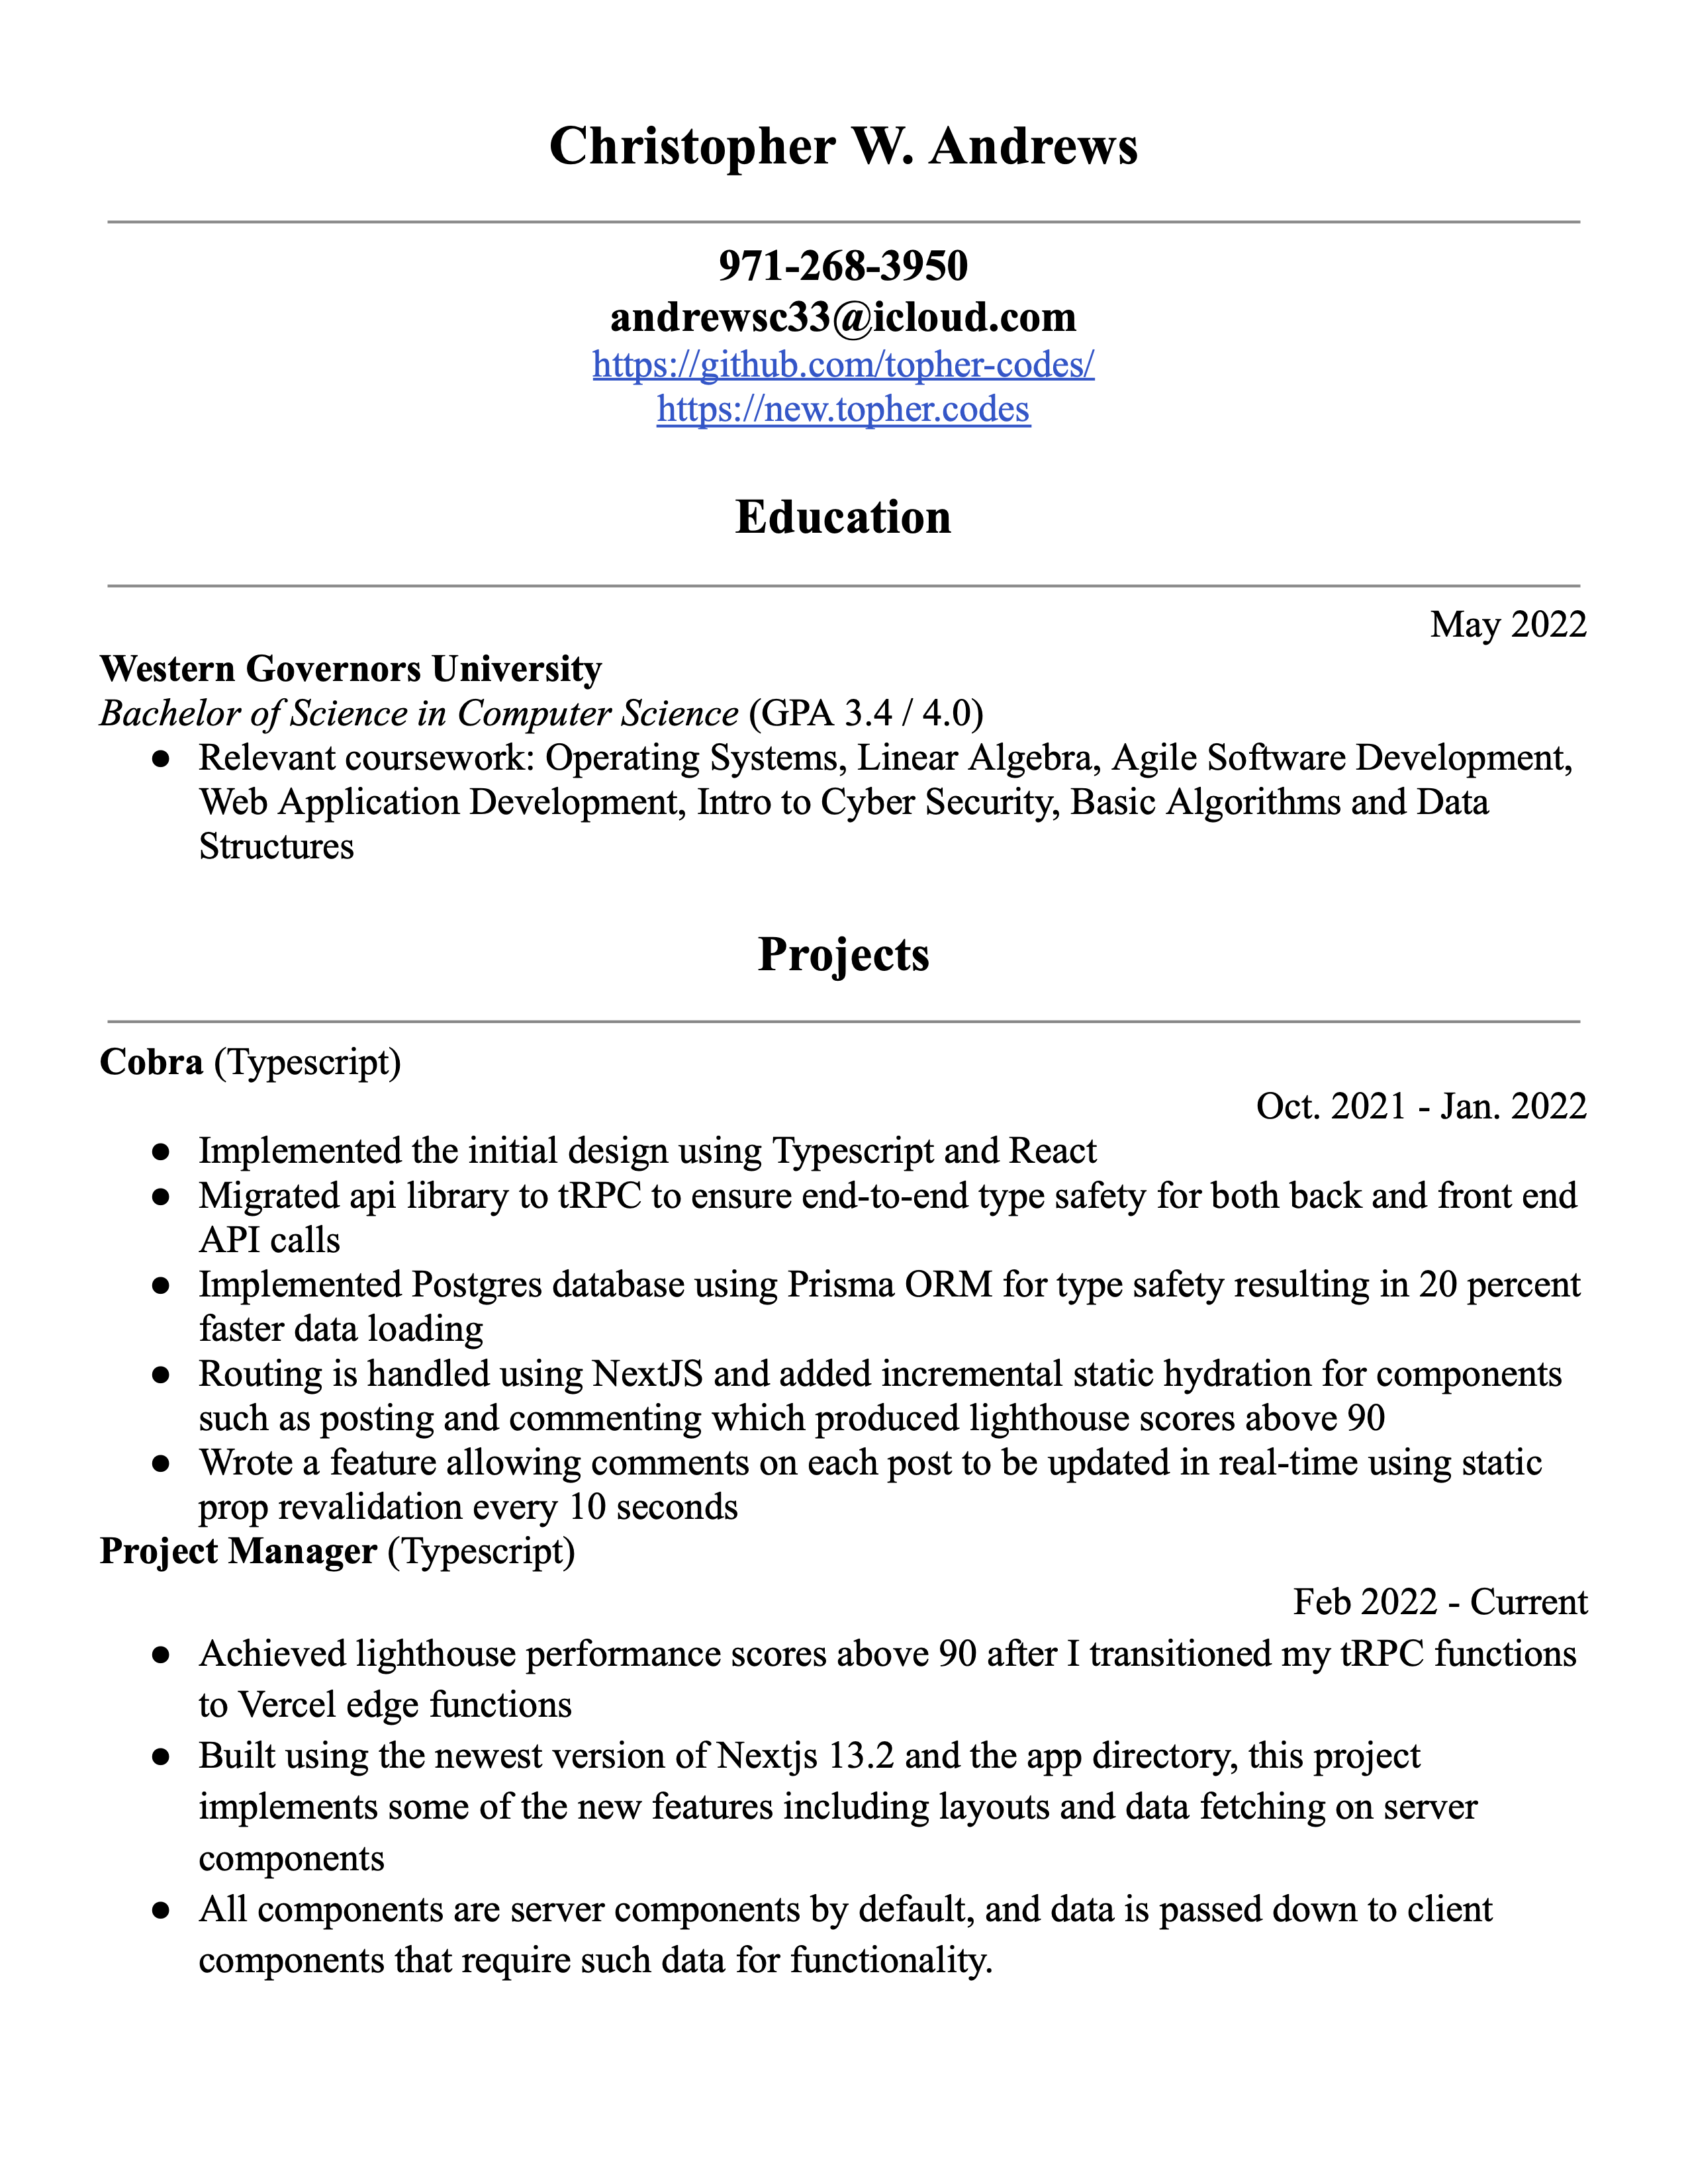 Christopher W. Andrews
971-268-3950
andrewsc33@icloud.com
https://github.com/topher-codes/
https://new.topher.codes
Education
May 2022
Western Governors University
Bachelor of Science in Computer Science (GPA 3.4 / 4.0)
● Relevant coursework: Operating Systems, Linear Algebra, Agile Software Development,
Web Application Development, Intro to Cyber Security, Basic Algorithms and Data
Structures
Projects
Cobra (Typescript)
Oct. 2021 - Jan. 2022
● Implemented the initial design using Typescript and React
● Migrated api library to tRPC to ensure end-to-end type safety for both back and front end
API calls
● Implemented Postgres database using Prisma ORM for type safety resulting in 20 percent
faster data loading
● Routing is handled using NextJS and added incremental static hydration for components
such as posting and commenting which produced lighthouse scores above 90
● Wrote a feature allowing comments on each post to be updated in real-time using static
prop revalidation every 10 seconds
Project Manager (Typescript)
Feb 2022 - Current
● Achieved lighthouse performance scores above 90 after I transitioned my tRPC functions
to Vercel edge functions
● Built using the newest version of Nextjs 13.2 and the app directory, this project
implements some of the new features including layouts and data fetching on server
components
● All components are server components by default, and data is passed down to client
components that require such data for functionality.